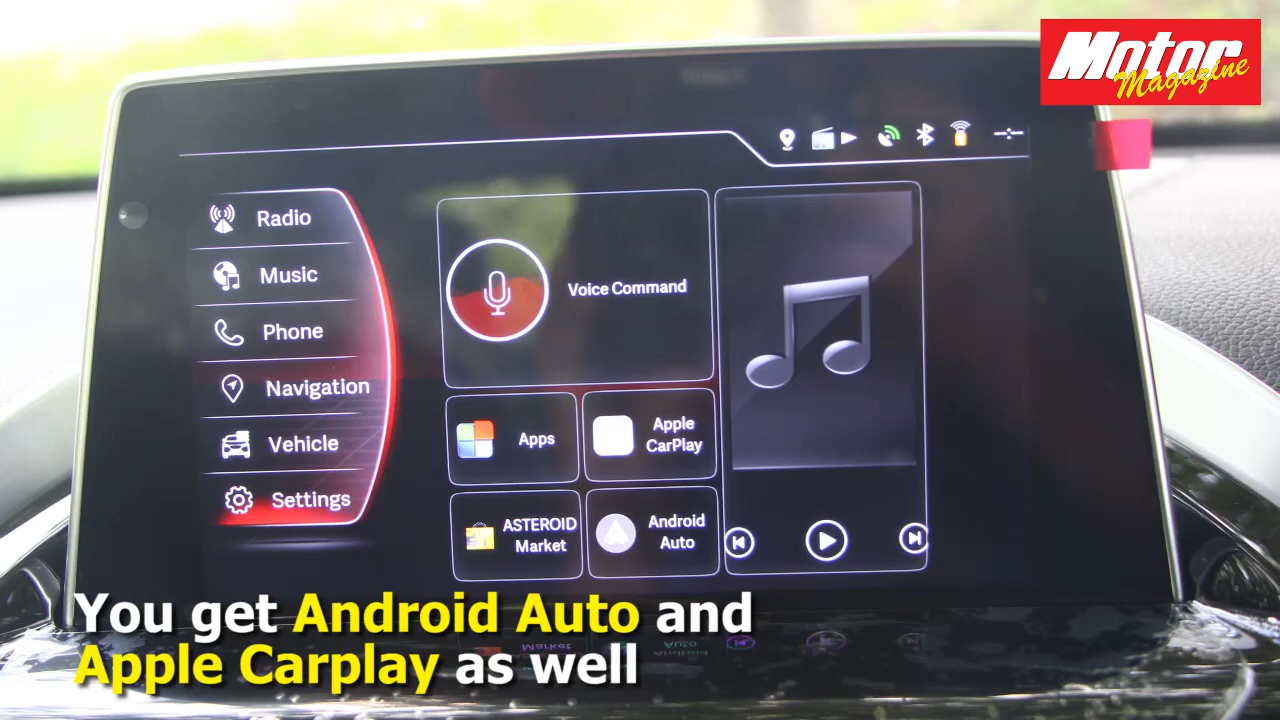 Motor
Magazine
Radio
Music
Phone
Navigation
Vehicle
Settings
Voice Command
Apps
Apple
CarPlay
ASTEROID
Market
Android
Auto
You get Android Auto and
Apple Carplay as well